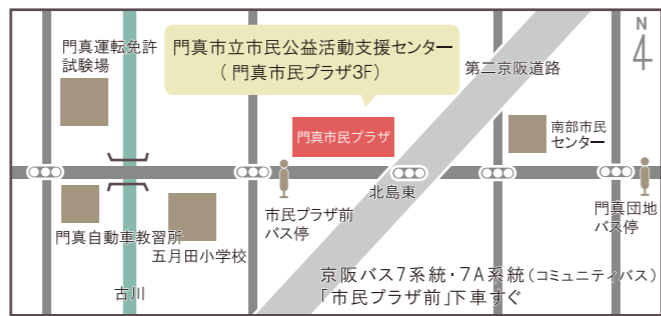 門真運転免許
試験場
門真市立市民公益活動支援センター
（門真市民プラザ3F）
第二京阪道路
N
門真市民プラザ
南部市民
センター
北島東
市民プラザ前
バス停
門真団地
バス停
門真自動車教習所
五月田小学校
古川
京阪バス7系統・7A系統（コミュニティバス）
「市民プラザ前」下車すぐ